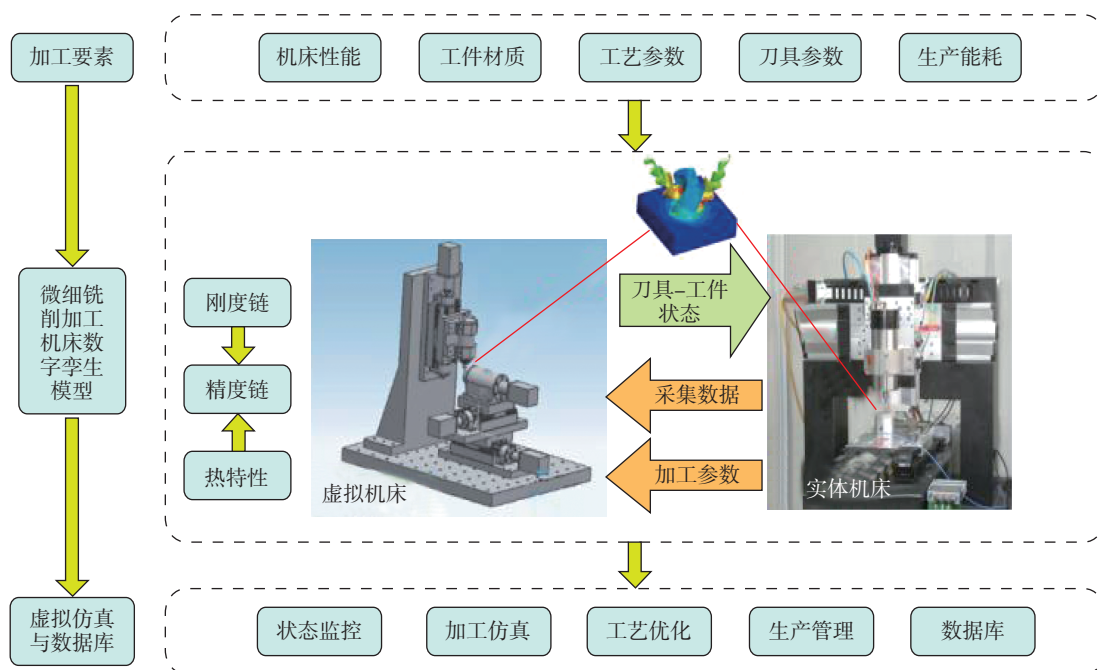 加工要素
机床性能
工件材质
工艺参数
刀具参数
生产能耗
微细铣
削加工
机床数
字孪生
模型
刚度链
精度链
热特性
刀具-工件
状态
采集数据
加工参数
虚拟机床
实体机床
虚拟仿真
与数据库
状态监控
加工仿真
工艺优化
生产管理
数据库